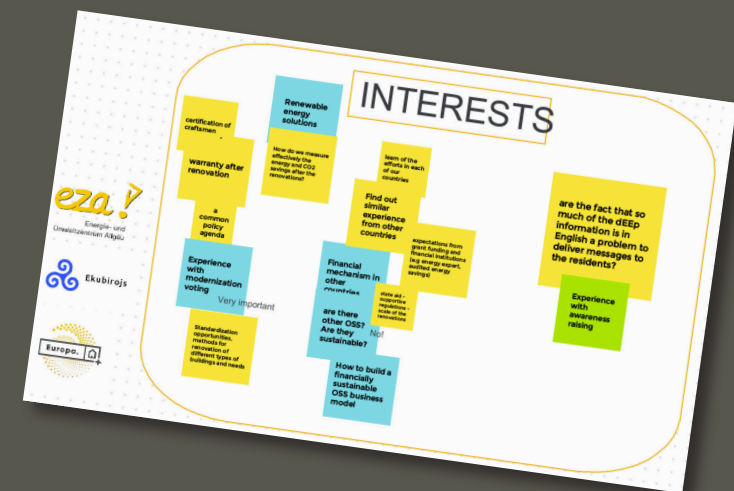 INTERESTS
certification of
craftsmen
warranty after
renovation
a
common
policy
agenda
Experience
with
modernization
voting
Very important
Standardization
opportunities,
methods for
renovation of
different types of
buildings and needs
Renewable
energy
solutions
How do we measure
effectively the
energy and CO2
savings after the
renovations?
learn of the
efforts in each
of our
countries
Find out
similar
experience
from other
countries
expectations from
grant funding and
financial institutions
(e.g energy expert,
audited energy
savings)
Financial
mechanism in
other
countries
state aid -
supportive
regulations -
scale of the
renovations
are there
other OSS?
Are they
sustainable?
No!
How to build a
financially
sustainable
OSS business
model
are the fact that so
much of the dEEp
information is in
English a problem to
deliver messages to
the residents?
Experience
with
awareness
raising
eza!
Energie- und
Umweltzentrum Allgäu
Ekubirojs
Europa.